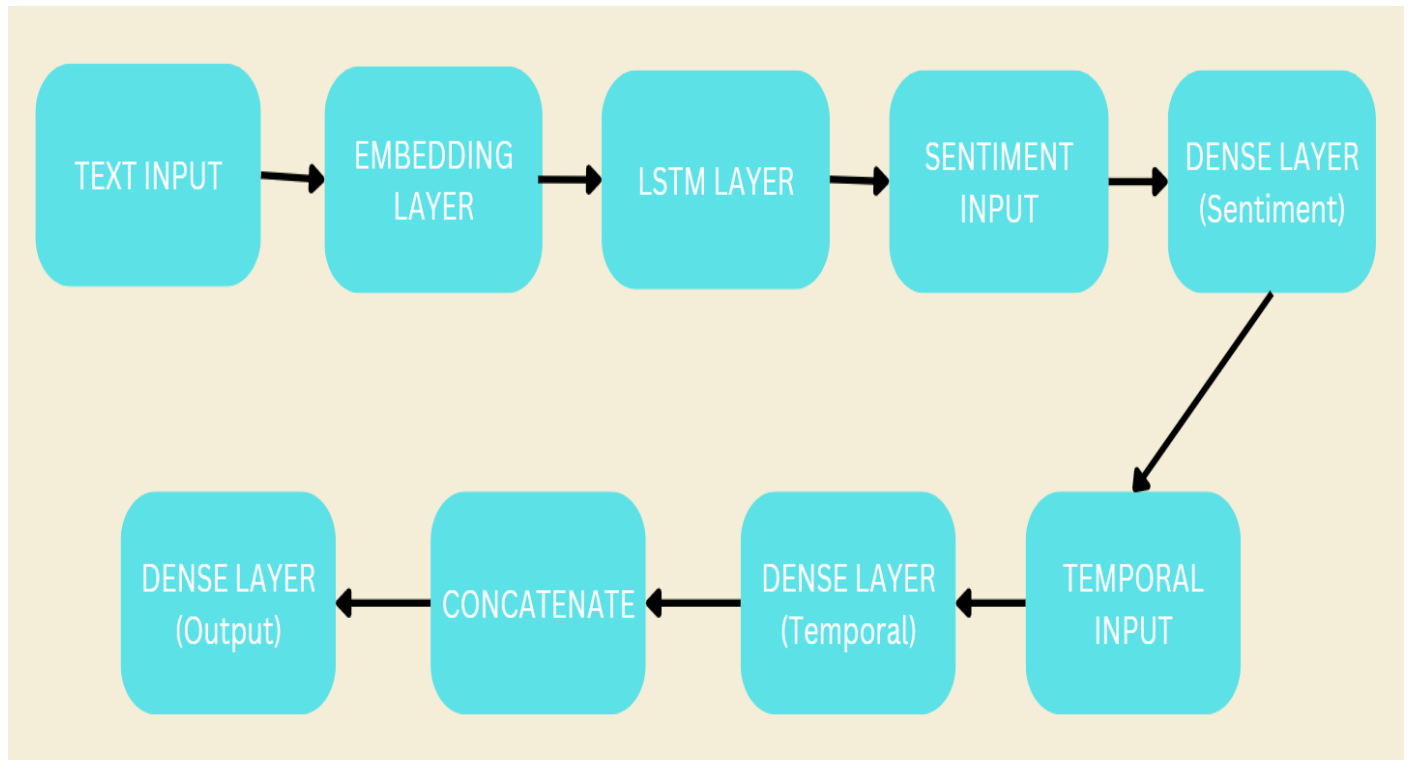 TEXT INPUT
EMBEDDING
LAYER
LSTM LAYER
SENTIMENT
INPUT
DENSE LAYER
(Sentiment)
TEMPORAL
INPUT
DENSE LAYER
(Temporal)
CONCATENATE
DENSE LAYER
(Output)